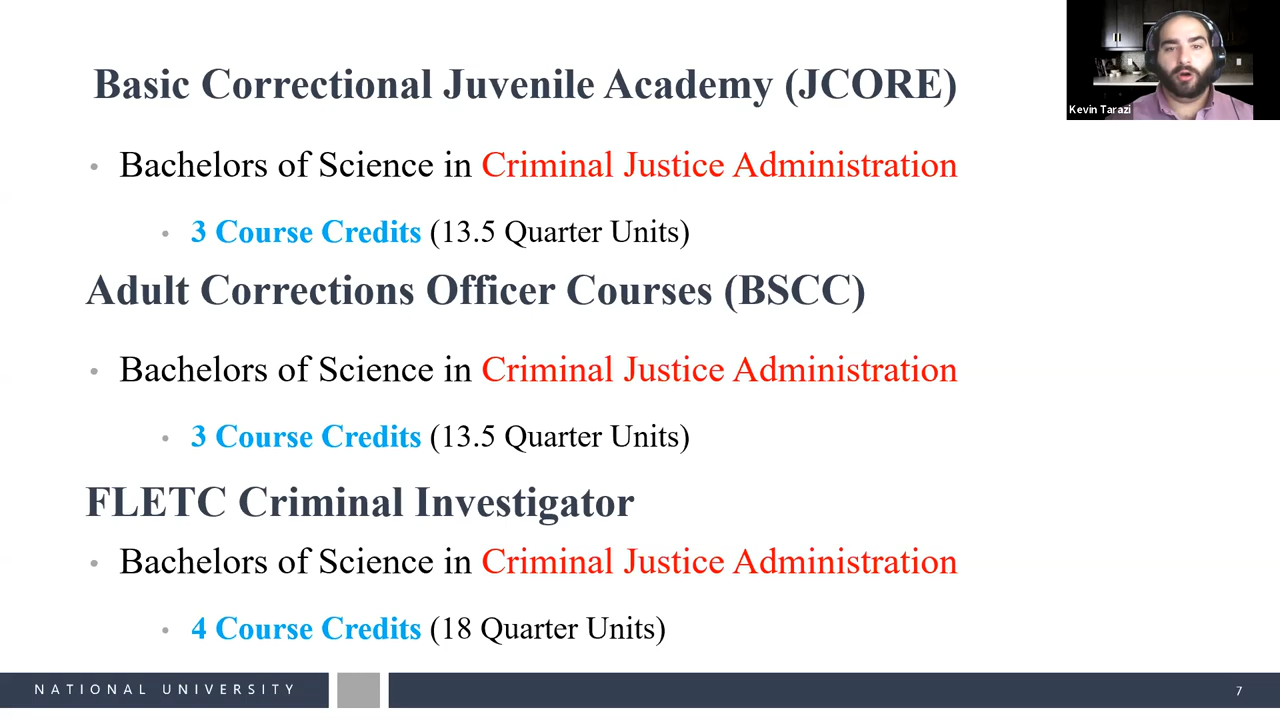 Basic Correctional Juvenile Academy (JCORE)
Kevin Tarazi
• Bachelors of Science in Criminal Justice Administration
• 3 Course Credits (13.5 Quarter Units)
Adult Corrections Officer Courses (BSCC)
• Bachelors of Science in Criminal Justice Administration
• 3 Course Credits (13.5 Quarter Units)
FLETC Criminal Investigator
• Bachelors of Science in Criminal Justice Administration
• 4 Course Credits (18 Quarter Units)
NATIONAL UNIVERSITY
7